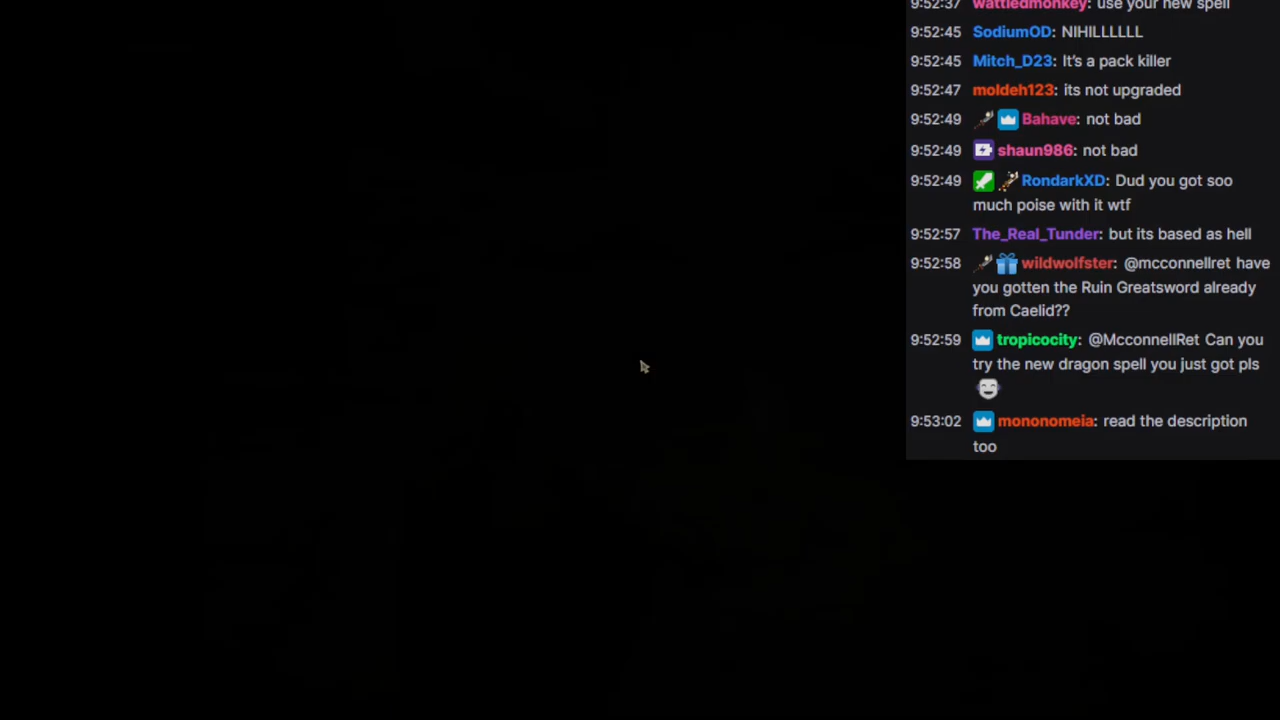 9:52:37 wattledmonkey: use your new spell
9:52:45 SodiumOD: NIHILLLLLL
9:52:45 Mitch_D23: It's a pack killer
9:52:47 moldeh123: its not upgraded
9:52:49 Bahave: not bad
9:52:49 shaun986: not bad
9:52:49 RondarkXD: Dud you got soo
much poise with it wtf
9:52:57 The_Real_Tunder: but its based as hell
9:52:58 wildwolfster: @mcconnellret have
you gotten the Ruin Greatsword already
from Caelid??
9:52:59 tropicocity: @McconnellRet Can you
try the new dragon spell you just got pls
9:53:02 mononomeia: read the description
too